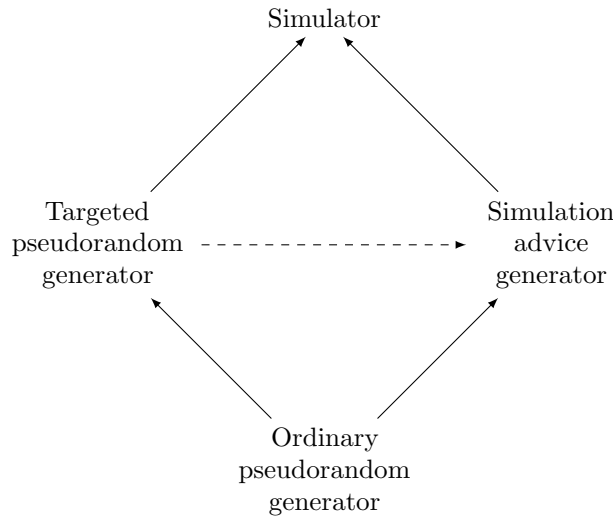 Simulator
Targeted
pseudorandom
generator
Simulation
advice
generator
Ordinary
pseudorandom
generator